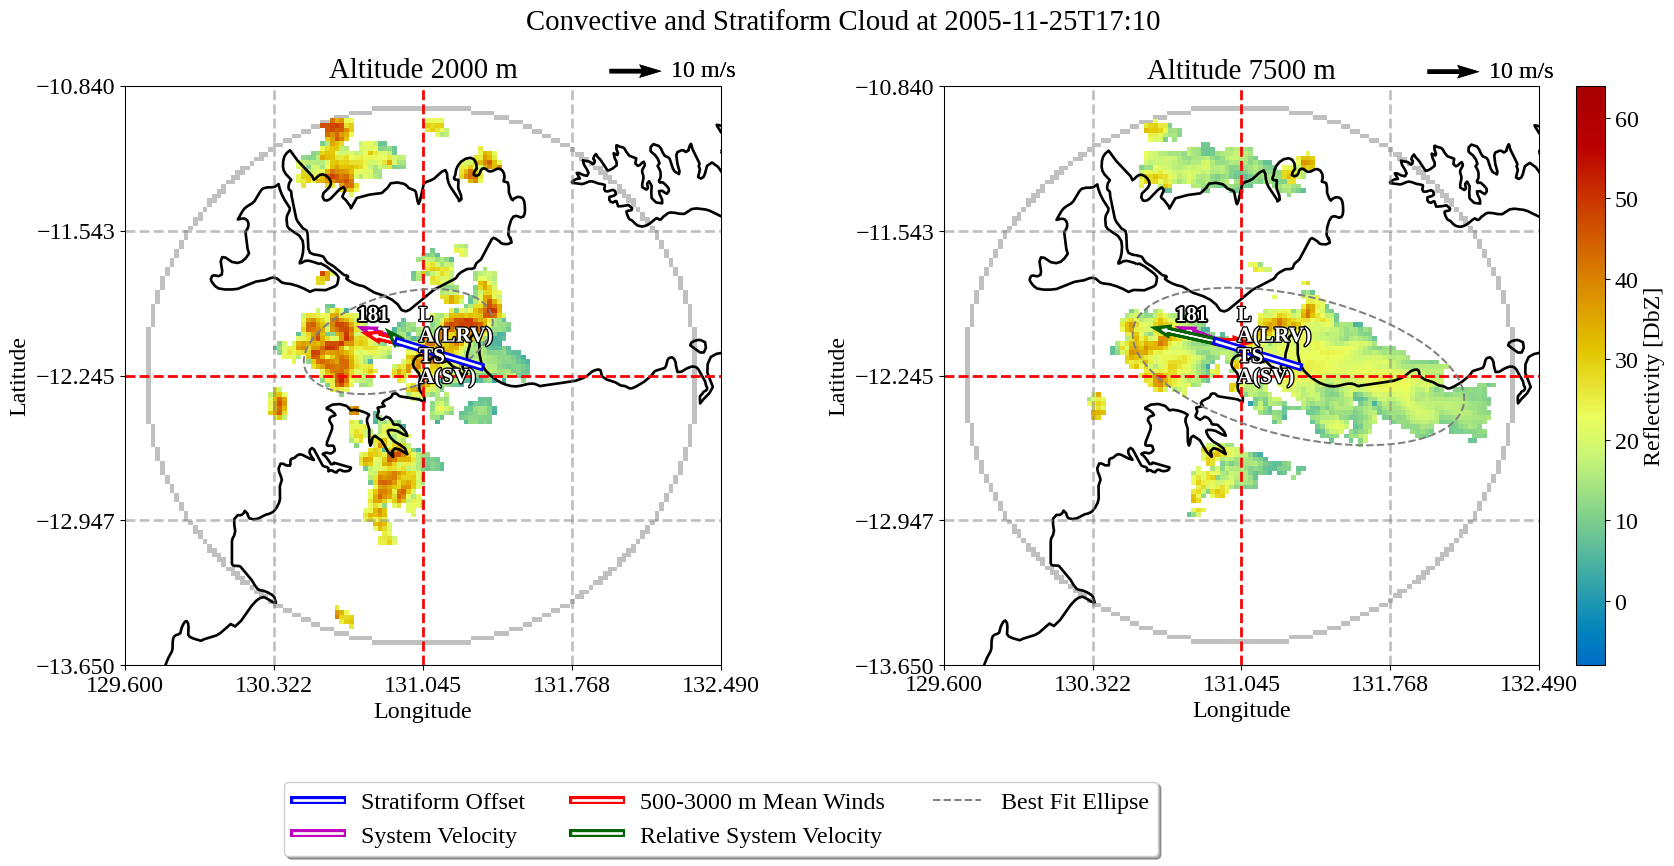 Convective and Stratiform Cloud at 2005-11-25T17:10
Altitude 2000 m
10 m/s
Altitude 7500 m
10 m/s
−10.840
−11.543
−12.245
−12.947
−13.650
Latitude
129.600
130.322
131.045
131.768
132.490
Longitude
181
L
A(LRV)
TS
A(SV)
−10.840
−11.543
−12.245
−12.947
−13.650
Latitude
129.600
130.322
131.045
131.768
132.490
Longitude
181
L
A(LRV)
TS
A(SV)
60
50
40
30
20
10
0
Reflectivity [DbZ]
Stratiform Offset
System Velocity
500-3000 m Mean Winds
Relative System Velocity
Best Fit Ellipse